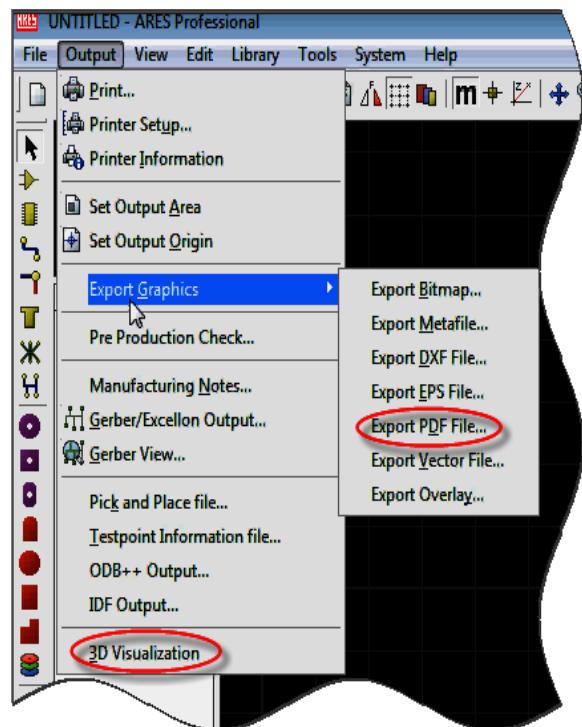 ARES UNTITLED - ARES Professional
File Output View Edit Library Tools System Help
m
Print...
Printer Setup...
Printer Information
Set Output Area
Set Output Origin
Export Graphics
Pre Production Check...
Manufacturing Notes...
Gerber/Excellon Output...
Gerber View...
Pick and Place file...
Testpoint Information file...
ODB++ Output...
IDF Output...
3D Visualization
Export Bitmap...
Export Metafile...
Export DXF File...
Export EPS File...
Export PDF File...
Export Vector File...
Export Overlay...